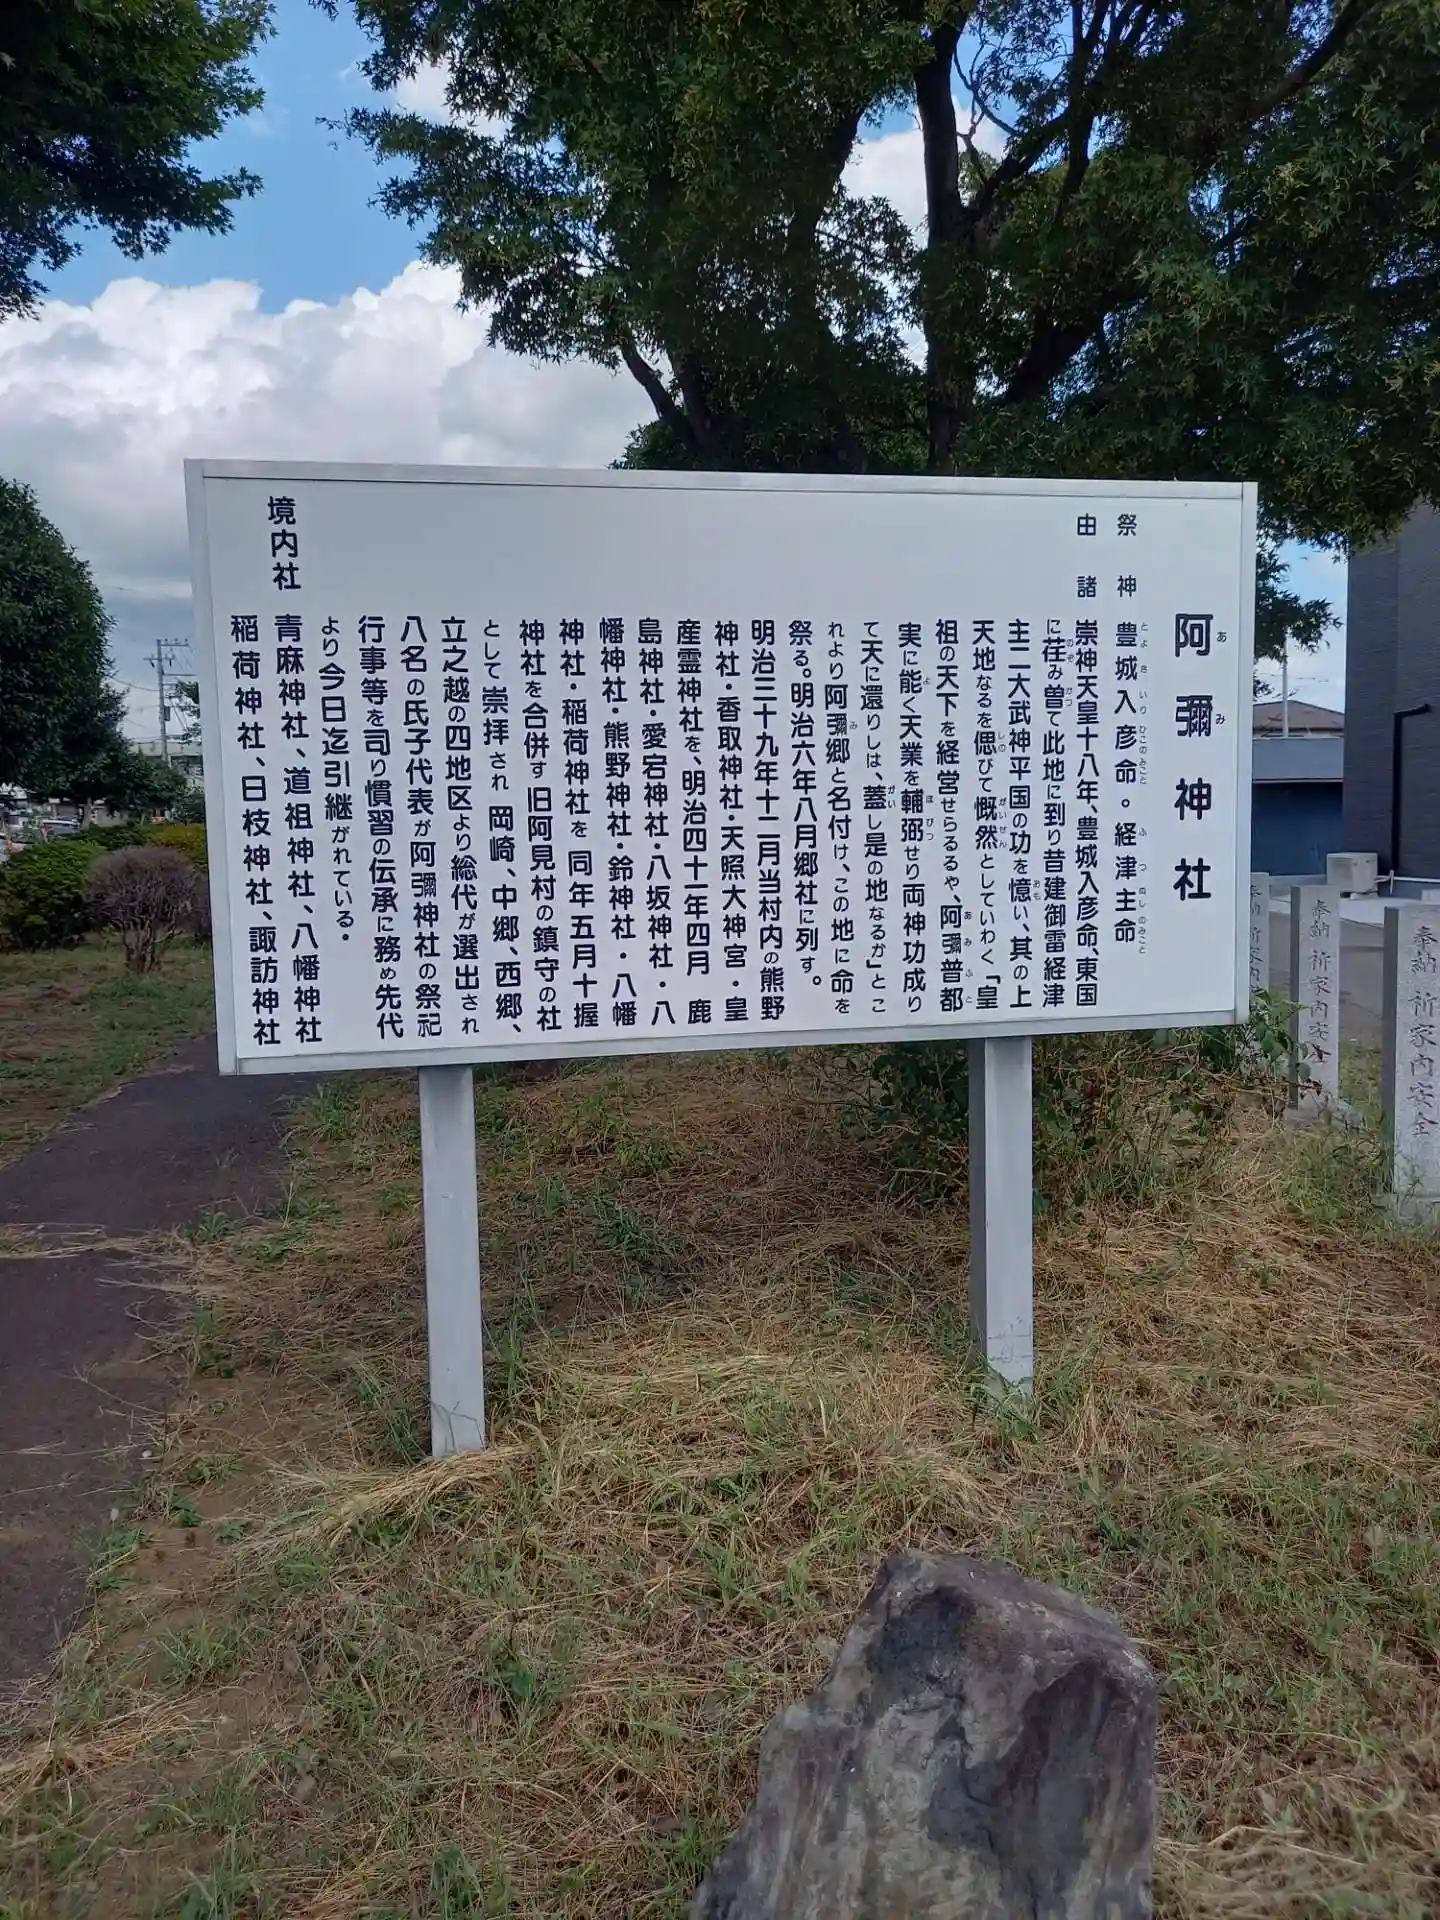 阿彌神社
祭神 豊城入彦命。経津主命
由諸 崇神天皇十八年、豊城入彦命、東国
に荏み曽て此地に到り昔建御雷経津
主二大武神平国の功を憶い、其の上
天地なるを偲びて慨然としていわく「皇
祖の天下を経営せらるるや、阿彌普都
実に能く天業を輔弼せり両神功成り
て天に還りしは、蓋し是の地なるか」とこ
れより阿彌郷と名付け、この地に命を
祭る。明治六年八月郷社に列す。
明治三十九年十二月当村内の熊野
神社・香取神社・天照大神宮・皇
産霊神社を、明治四十一年四月 鹿
島神社・愛宕神社・八坂神社・八
幡神社・熊野神社・鈴神社・八幡
神社・稲荷神社を 同年五月十握
神社を合併す 旧阿見村の鎮守の社
として崇拝され 岡崎、中郷、西郷、
立之越の四地区より総代が選出され
八名の氏子代表が阿彌神社の祭祀
行事等を司り慣習の伝承に務め先代
より今日迄引継がれている・
境内社 青麻神社、道祖神社、八幡神社
稲荷神社、日枝神社、諏訪神社
奉納 祈家内安全
奉納 祈家内安全
奉納 祈家内